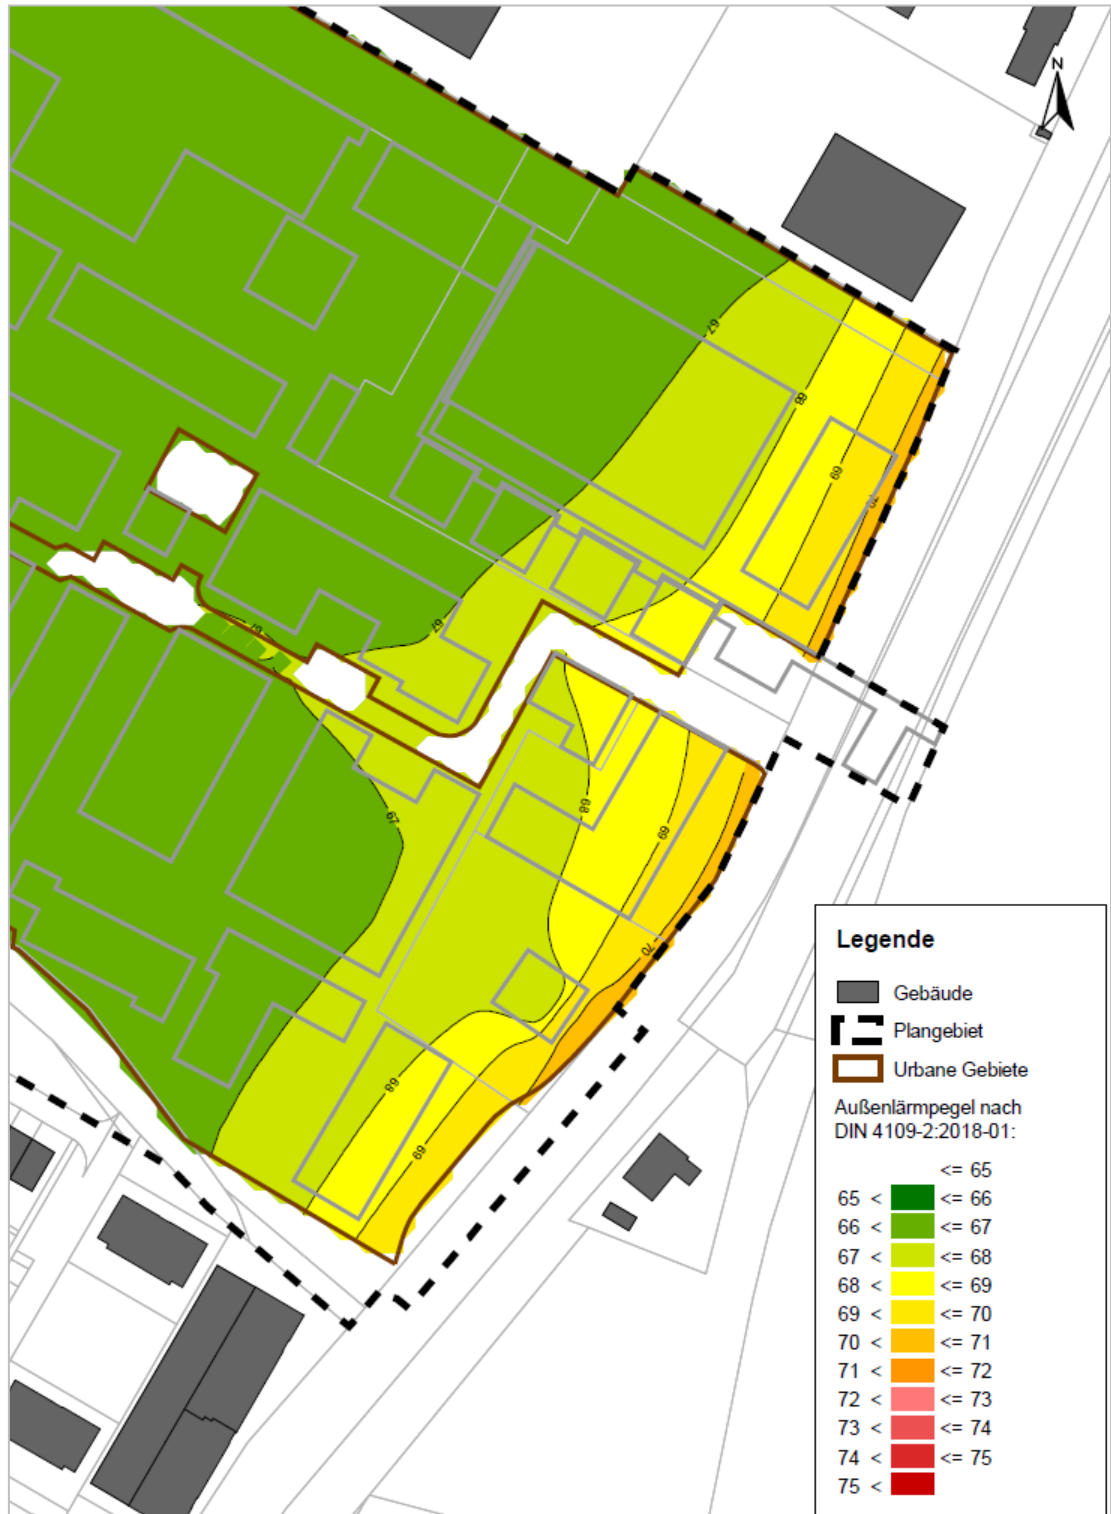 N
67
68
69
70
67
67
67
68
69
70
68
69
Legende
Gebäude
Plangebiet
Urbane Gebiete
Außenlärmpegel nach
DIN 4109-2:2018-01:
<= 65
65 < <= 66
66 < <= 67
67 < <= 68
68 < <= 69
69 < <= 70
70 < <= 71
71 < <= 72
72 < <= 73
73 < <= 74
74 < <= 75
75 <